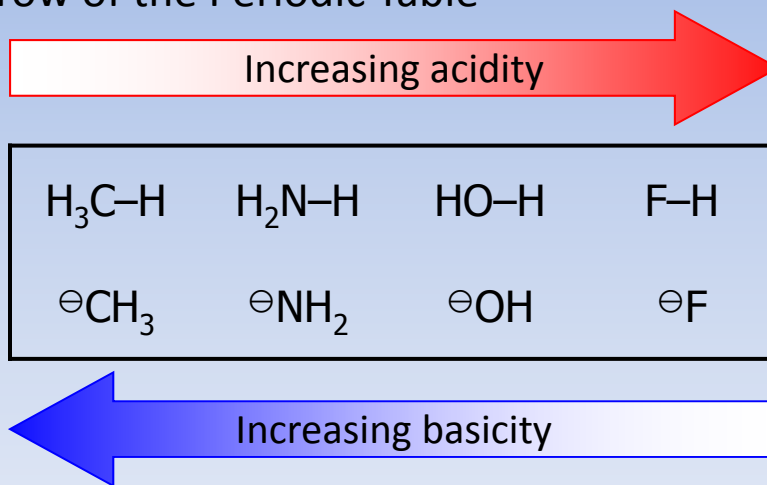 row of the Periodic Table
Increasing acidity
H₃C–H H₂N–H HO–H F–H
⊖CH₃ ⊖NH₂ ⊖OH ⊖F
Increasing basicity